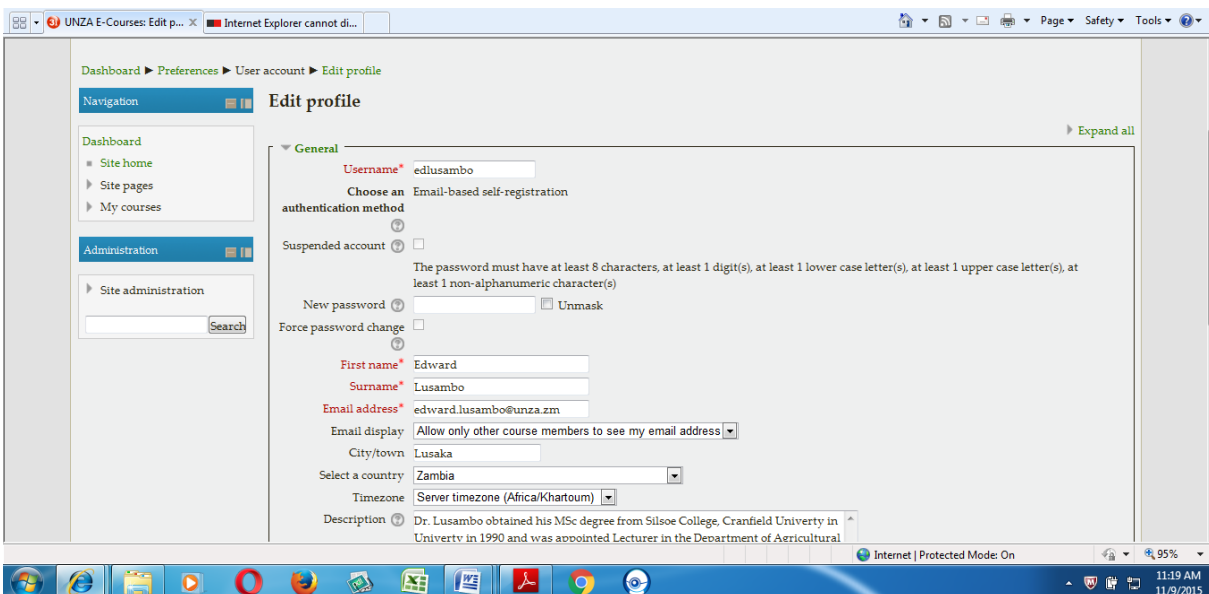 UNZA E-Courses: Edit p... X
Internet Explorer cannot di...
Page
Safety
Tools
Dashboard ► Preferences ► User account ► Edit profile
Navigation
Dashboard
Site home
Site pages
My courses
Administration
Site administration
Search
Edit profile
Expand all
General
Username* edlusambo
Choose an authentication method Email-based self-registration
Suspended account
The password must have at least 8 characters, at least 1 digit(s), at least 1 lower case letter(s), at least 1 upper case letter(s), at
least 1 non-alphanumeric character(s)
New password Unmask
Force password change
First name* Edward
Surname* Lusambo
Email address* edward.lusambo@unza.zm
Email display Allow only other course members to see my email address
City/town Lusaka
Select a country Zambia
Timezone Server timezone (Africa/Khartoum)
Description Dr. Lusambo obtained his MSc degree from Silsoe College, Cranfield Univerty in
Univerty in 1990 and was appointed Lecturer in the Department of Agricultural
Internet | Protected Mode: On
95%
11:19 AM
11/9/2015